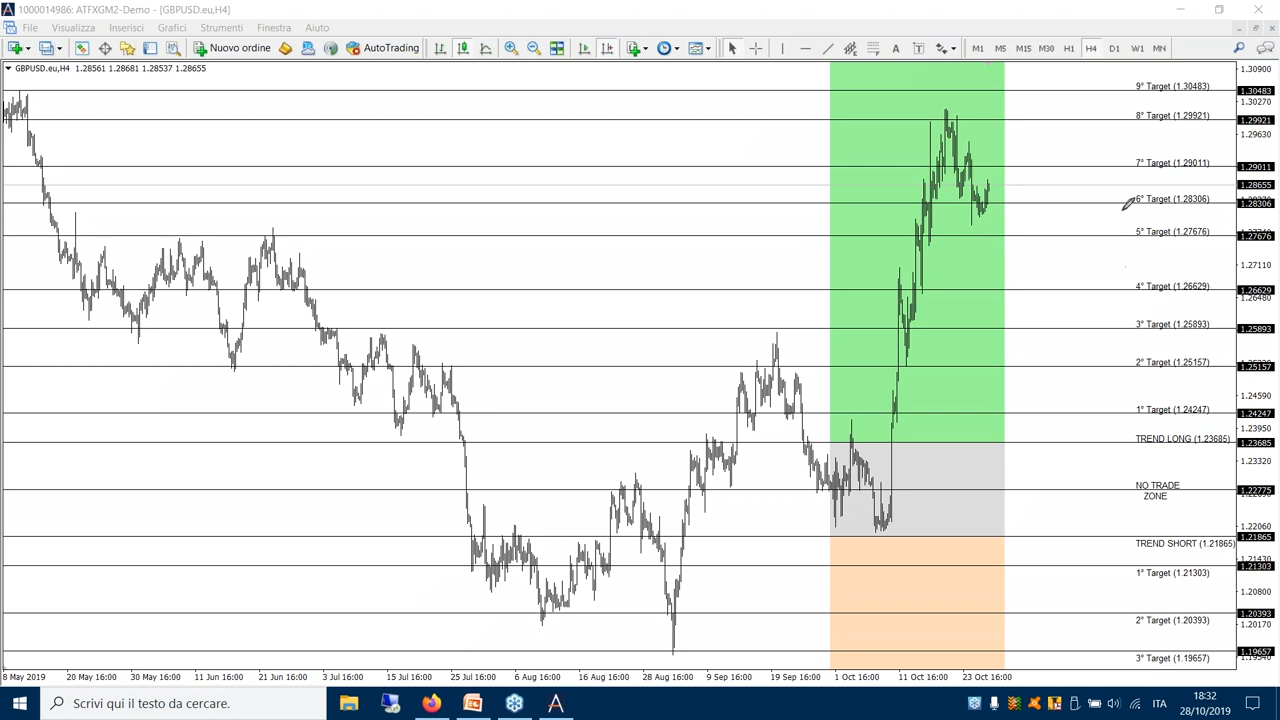 1000014986: ATFXGM2-Demo - [GBPUSD.eu,H4]
File Visualizza Inserisci Grafici Strumenti Finestra Aiuto
Nuovo ordine AutoTrading A T M1 M5 M15 M30 H1 H4 D1 W1 MN
GBPUSD.eu,H4 1.28561 1.28681 1.28537 1.28655
1.30900
9° Target (1.30483) 1.30483
1.30270
8° Target (1.29921) 1.29921
1.29630
7° Target (1.29011) 1.29011
1.28655
6° Target (1.28306) 1.28306
5° Target (1.27676) 1.27676
1.27110
4° Target (1.26629) 1.26629
1.26480
3° Target (1.25893) 1.25893
2° Target (1.25157) 1.25157
1.24590
1° Target (1.24247) 1.24247
1.23950
TREND LONG (1.23685) 1.23685
1.23320
NO TRADE
ZONE
1.22775
1.22060
TREND SHORT (1.21865) 1.21865
1.21430
1° Target (1.21303) 1.21303
1.20800
2° Target (1.20393) 1.20393
1.20170
3° Target (1.19657) 1.19657
8 May 2019 20 May 16:00 30 May 16:00 11 Jun 16:00 21 Jun 16:00 3 Jul 16:00 15 Jul 16:00 25 Jul 16:00 6 Aug 16:00 16 Aug 16:00 28 Aug 16:00 9 Sep 16:00 19 Sep 16:00 1 Oct 16:00 11 Oct 16:00 23 Oct 16:00
Scrivi qui il testo da cercare.
ITA
18:32
28/10/2019